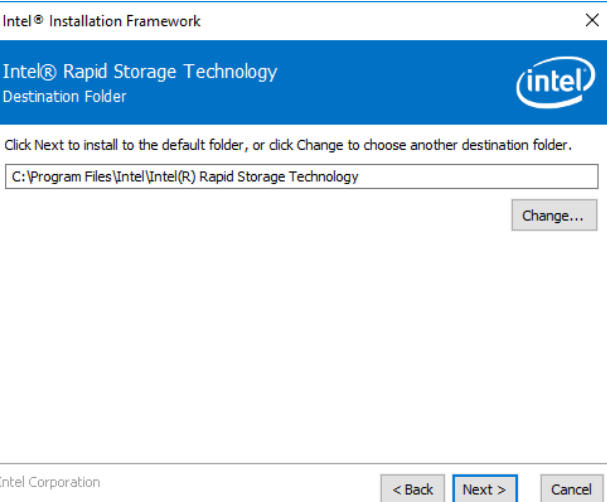 Intel® Installation Framework
Intel® Rapid Storage Technology
Destination Folder
intel
Click Next to install to the default folder, or click Change to choose another destination folder.
C:\Program Files\Intel\Intel(R) Rapid Storage Technology
Change...
Intel Corporation
< Back
Next >
Cancel